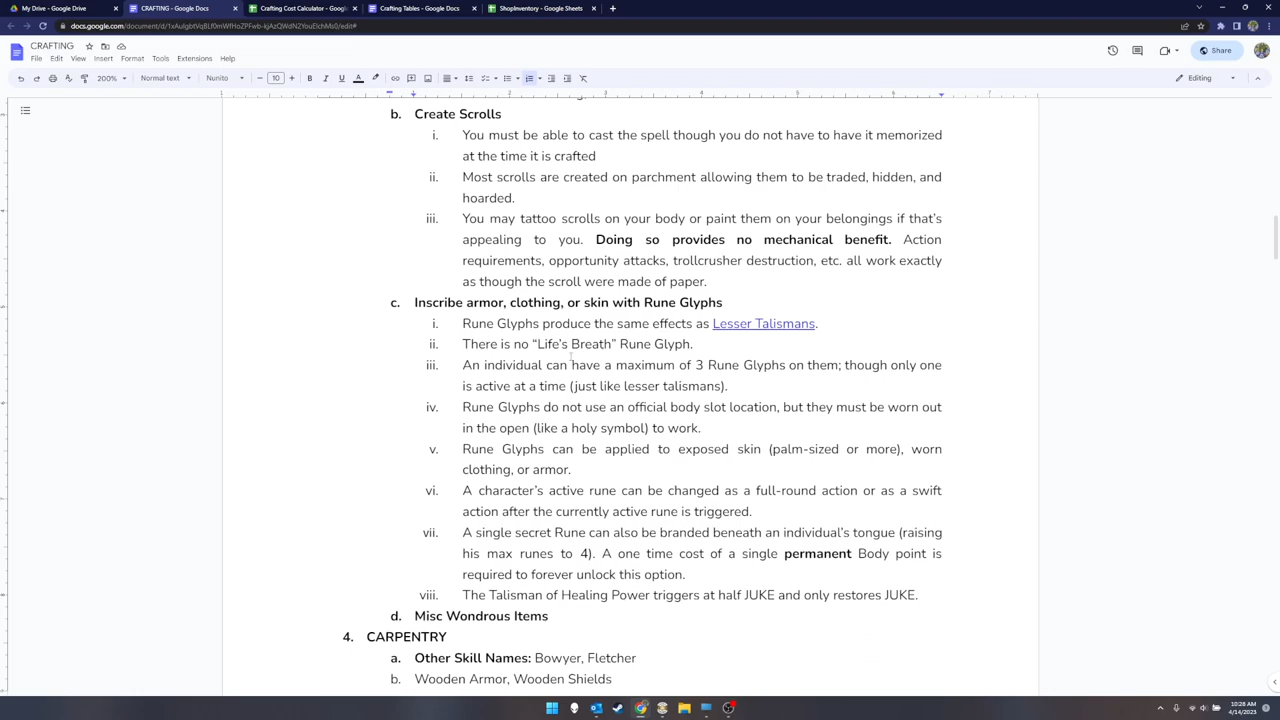 My Drive - Google Drive
CRAFTING - Google Docs
Crafting Cost Calculator - Google
Crafting Tables - Google Docs
ShopInventory - Google Sheets
CRAFTING
File Edit View Insert Format Tools Extensions Help
Share
200% Normal text Nunito 10 Editing
b. Create Scrolls
i. You must be able to cast the spell though you do not have to have it memorized
at the time it is crafted
ii. Most scrolls are created on parchment allowing them to be traded, hidden, and
hoarded.
iii. You may tattoo scrolls on your body or paint them on your belongings if that's
appealing to you. Doing so provides no mechanical benefit. Action
requirements, opportunity attacks, trollcrusher destruction, etc. all work exactly
as though the scroll were made of paper.
c. Inscribe armor, clothing, or skin with Rune Glyphs
i. Rune Glyphs produce the same effects as Lesser Talismans.
ii. There is no “Life's Breath” Rune Glyph.
iii. An individual can have a maximum of 3 Rune Glyphs on them; though only one
is active at a time (just like lesser talismans).
iv. Rune Glyphs do not use an official body slot location, but they must be worn out
in the open (like a holy symbol) to work.
v. Rune Glyphs can be applied to exposed skin (palm-sized or more), worn
clothing, or armor.
vi. A character's active rune can be changed as a full-round action or as a swift
action after the currently active rune is triggered.
vii. A single secret Rune can also be branded beneath an individual's tongue (raising
his max runes to 4). A one time cost of a single permanent Body point is
required to forever unlock this option.
viii. The Talisman of Healing Power triggers at half JUKE and only restores JUKE.
d. Misc Wondrous Items
4. CARPENTRY
a. Other Skill Names: Bowyer, Fletcher
b. Wooden Armor, Wooden Shields
10:28 AM
4/14/2023